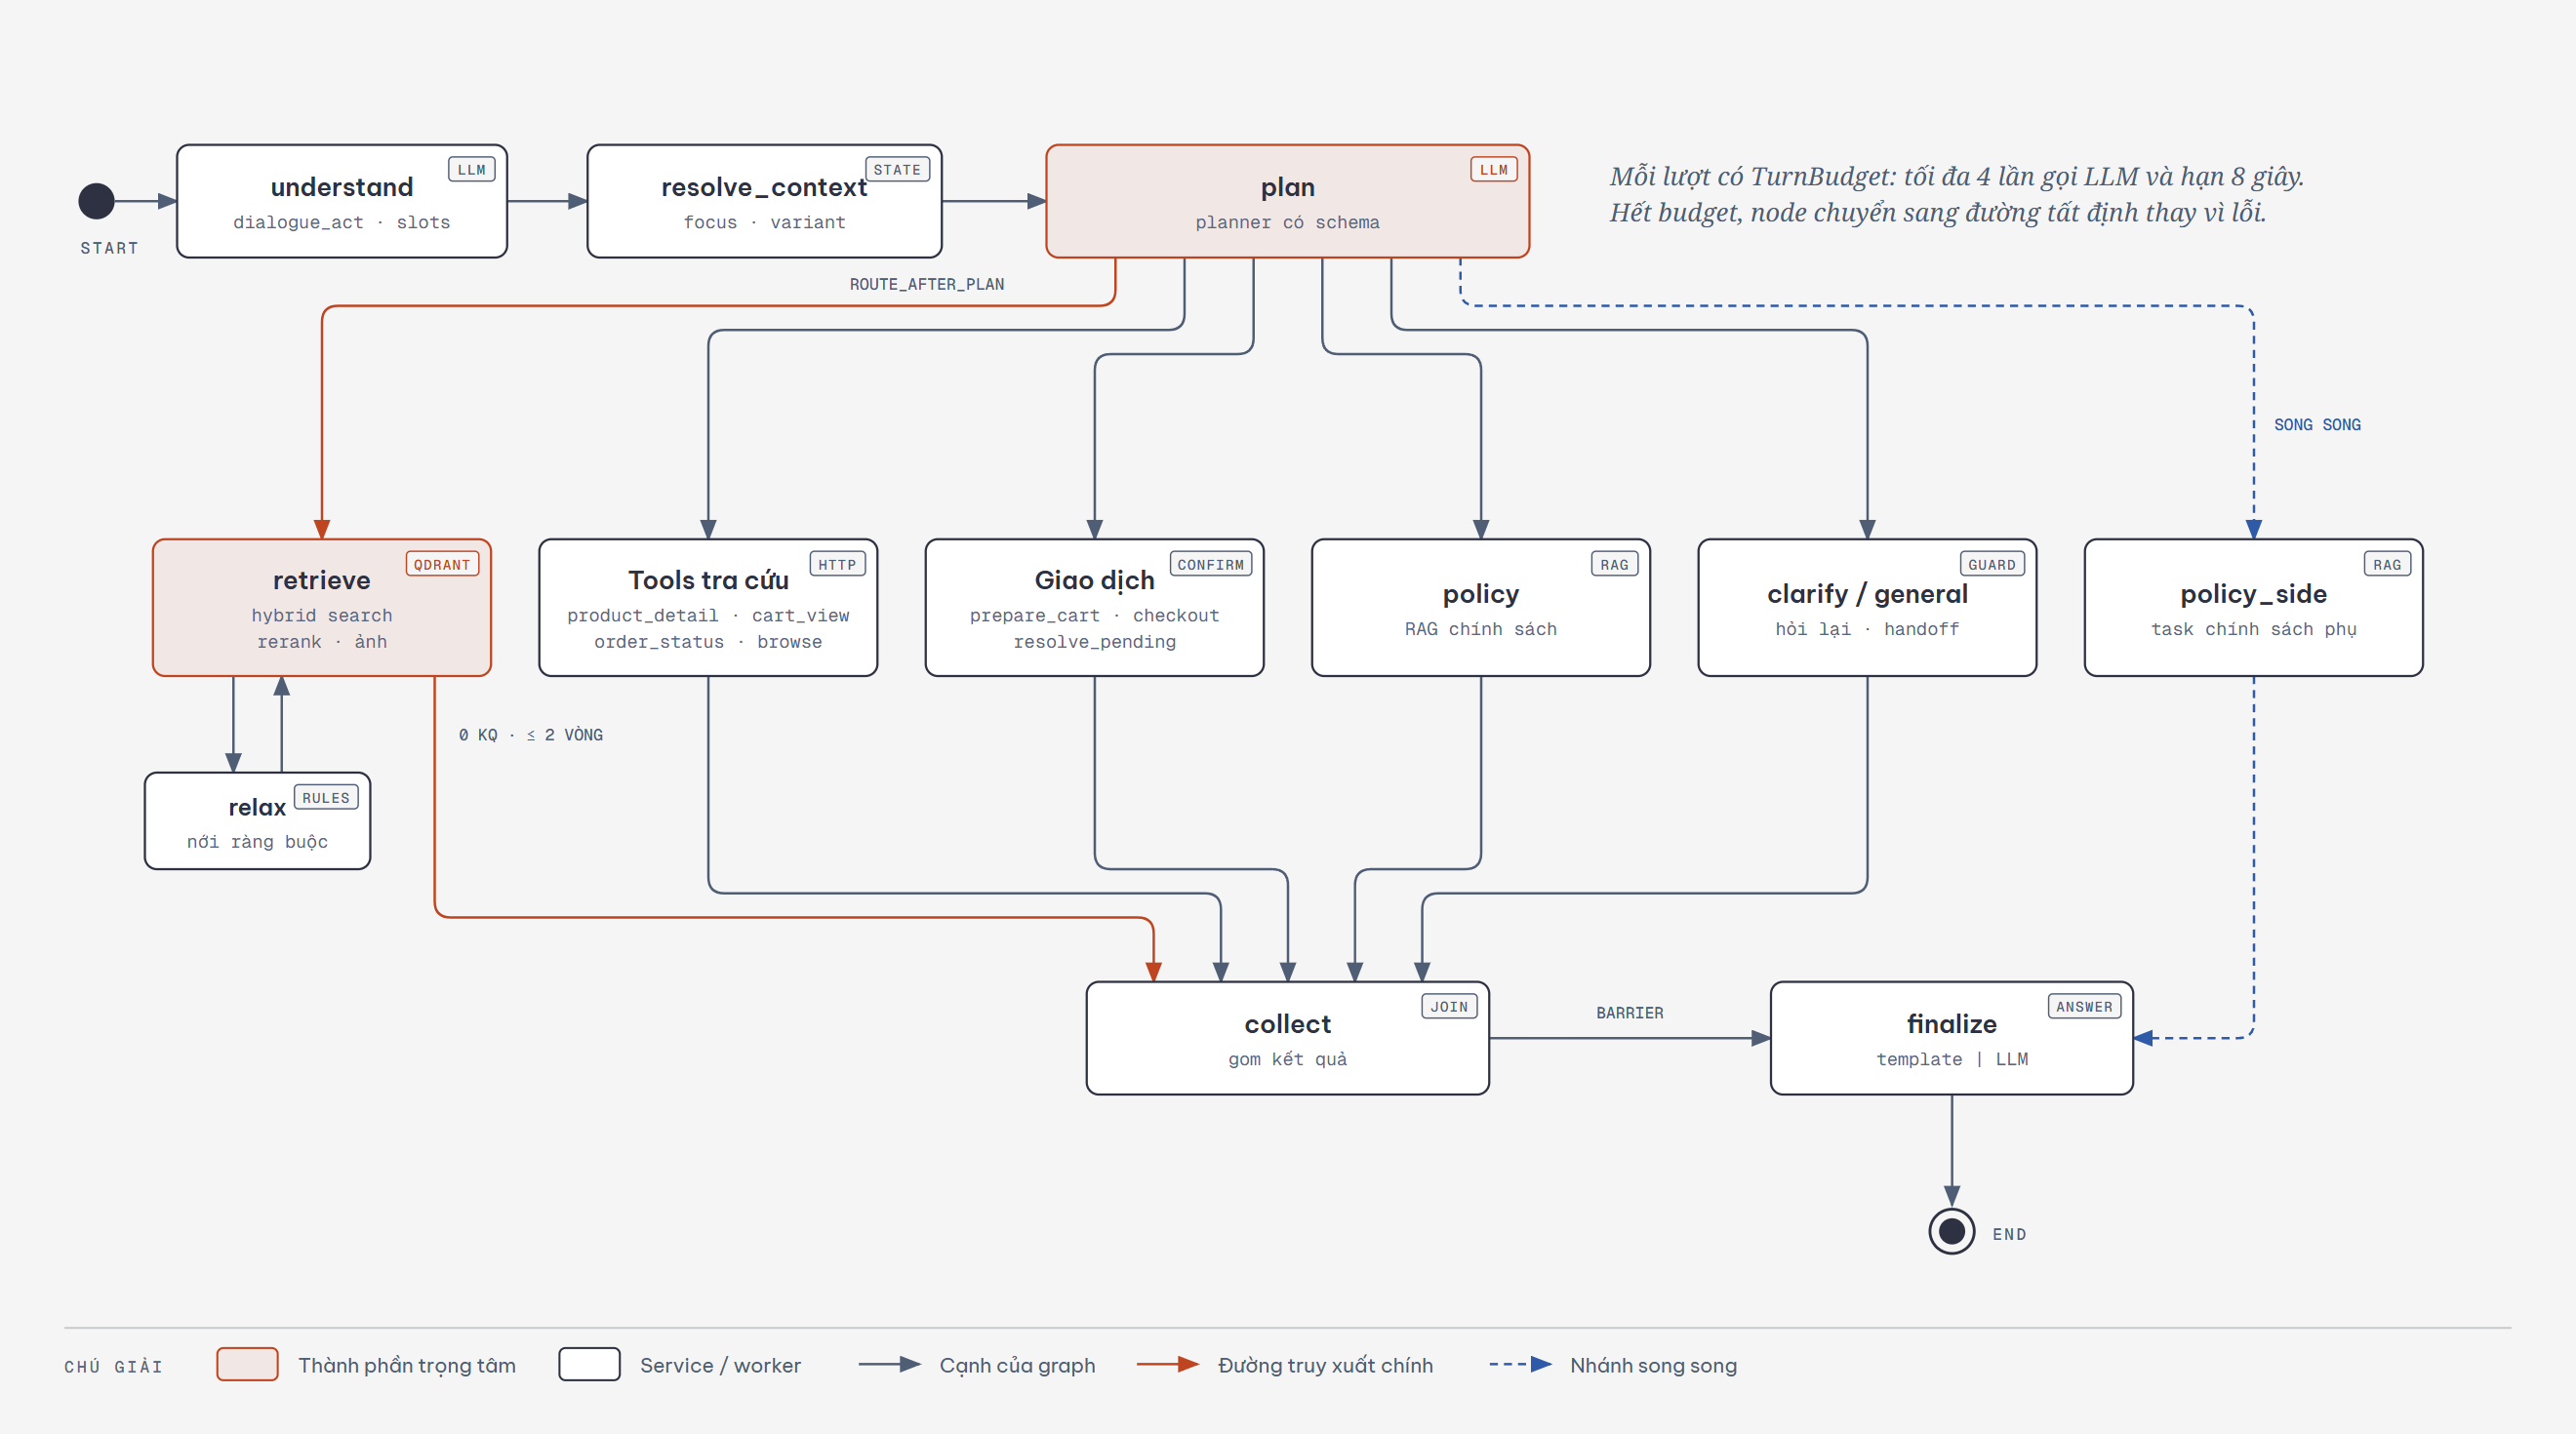 LLM
understand
dialogue_act · slots
STATE
resolve_context
focus · variant
LLM
plan
planner có schema
Mỗi lượt có TurnBudget: tối đa 4 lần gọi LLM và hạn 8 giây.
Hết budget, node chuyển sang đường tất định thay vì lỗi.
START
ROUTE_AFTER_PLAN
SONG SONG
QDRANT
retrieve
hybrid search
rerank · ảnh
HTTP
Tools tra cứu
product_detail · cart_view
order_status · browse
CONFIRM
Giao dịch
prepare_cart · checkout
resolve_pending
RAG
policy
RAG chính sách
GUARD
clarify / general
hỏi lại · handoff
RAG
policy_side
task chính sách phụ
0 KQ · ≤ 2 VÒNG
RULES
relax
nới ràng buộc
JOIN
collect
gom kết quả
BARRIER
ANSWER
finalize
template | LLM
END
CHÚ GIẢI
Thành phần trọng tâm
Service / worker
Cạnh của graph
Đường truy xuất chính
Nhánh song song